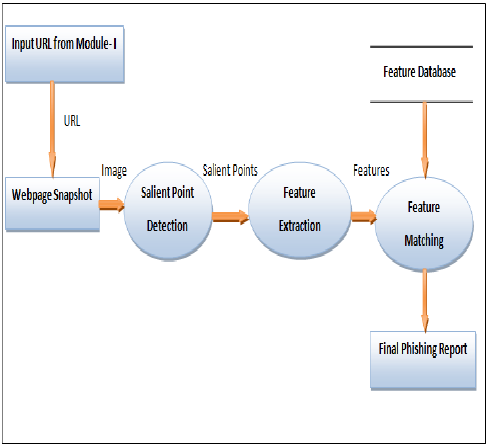 Input URL from Module- I
Feature Database
URL
Image
Salient Points
Features
Webpage Snapshot
Salient Point
Detection
Feature
Extraction
Feature
Matching
Final Phishing Report